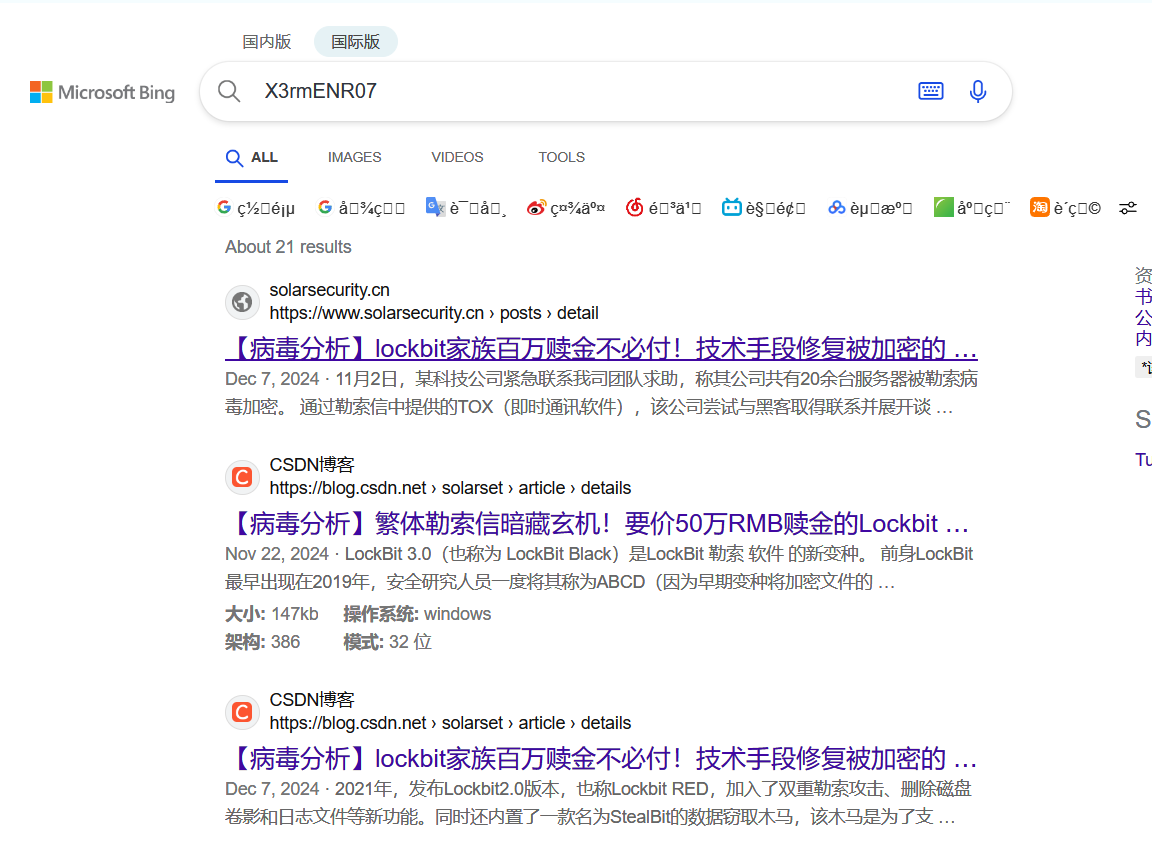 国内版 国际版
Microsoft Bing
X3rmENR07
ALL IMAGES VIDEOS TOOLS
About 21 results
solarsecurity.cn
https://www.solarsecurity.cn › posts › detail
【病毒分析】lockbit家族百万赎金不必付！技术手段修复被加密的 …
Dec 7, 2024 · 11月2日，某科技公司紧急联系我司团队求助，称其公司共有20余台服务器被勒索病
毒加密。 通过勒索信中提供的TOX（即时通讯软件），该公司尝试与黑客取得联系并展开谈 …
CSDN博客
https://blog.csdn.net › solarset › article › details
【病毒分析】繁体勒索信暗藏玄机！要价50万RMB赎金的Lockbit …
Nov 22, 2024 · LockBit 3.0（也称为 LockBit Black）是LockBit 勒索 软件 的新变种。 前身LockBit
最早出现在2019年，安全研究人员一度将其称为ABCD（因为早期变种将加密文件的 …
大小: 147kb 操作系统: windows
架构: 386 模式: 32 位
CSDN博客
https://blog.csdn.net › solarset › article › details
【病毒分析】lockbit家族百万赎金不必付！技术手段修复被加密的 …
Dec 7, 2024 · 2021年，发布Lockbit2.0版本，也称Lockbit RED，加入了双重勒索攻击、删除磁盘
卷影和日志文件等新功能。同时还内置了一款名为StealBit的数据窃取木马，该木马是为了支 …
资
书
公
内
S
Tu